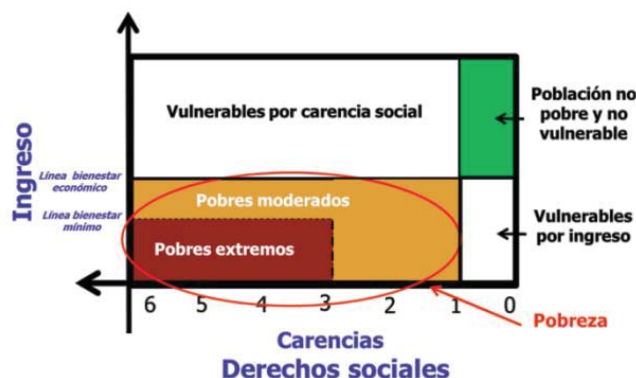 Ingreso
Línea bienestar
económico
Línea bienestar
mínimo
Vulnerables por carencia social
Población no
pobre y no
vulnerable
Pobres moderados
Pobres extremos
Vulnerables
por ingreso
6 5 4 3 2 1 0
Pobreza
Carencias
Derechos sociales